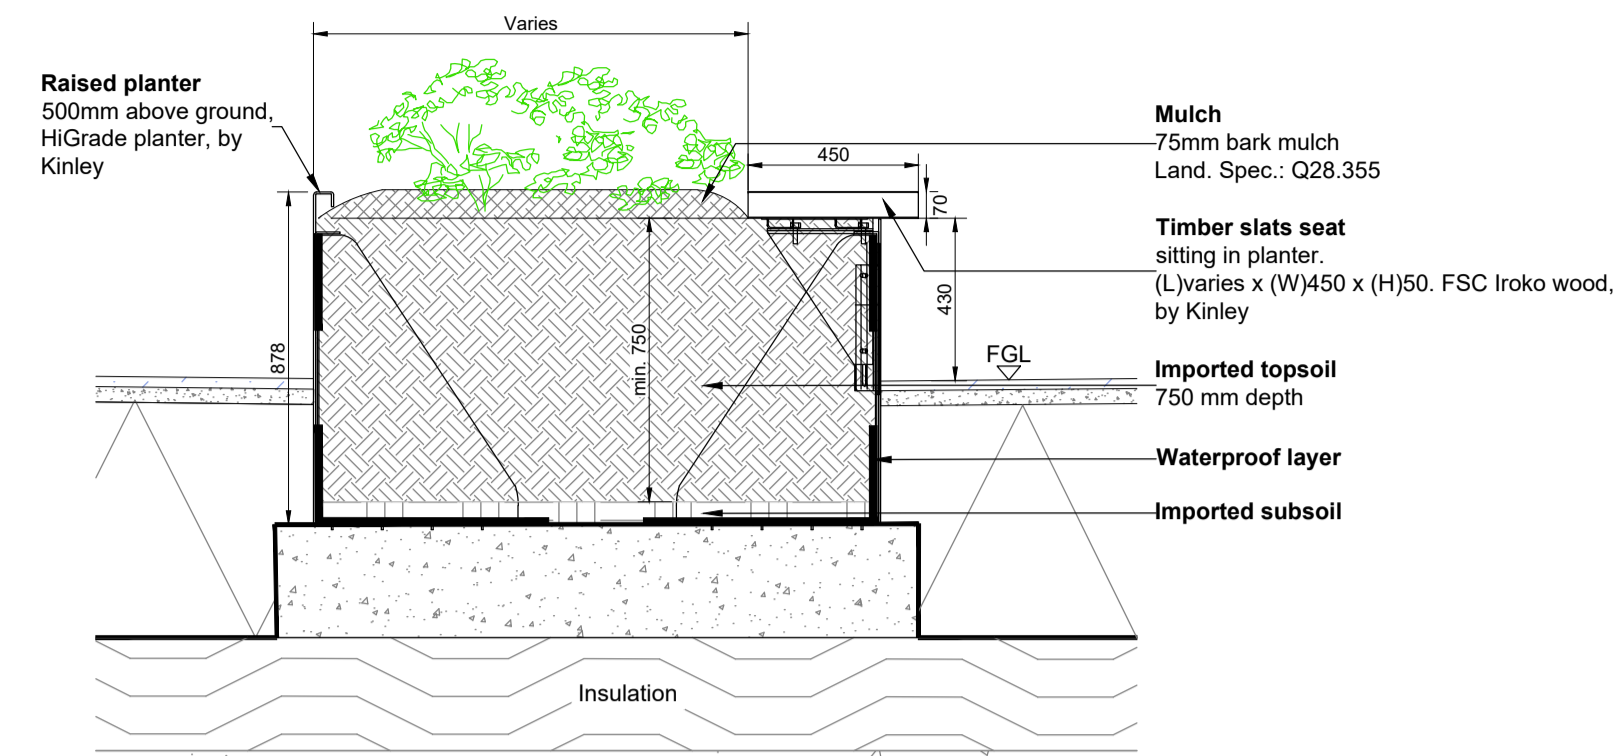 Varies
Raised planter
500mm above ground,
HiGrade planter, by
Kinley
Mulch
75mm bark mulch
Land. Spec.: Q28.355
450
70
Timber slats seat
sitting in planter.
(L)varies x (W)450 x (H)50. FSC Iroko wood,
by Kinley
430
878
min. 750
FGL
Imported topsoil
750 mm depth
Waterproof layer
Imported subsoil
Insulation